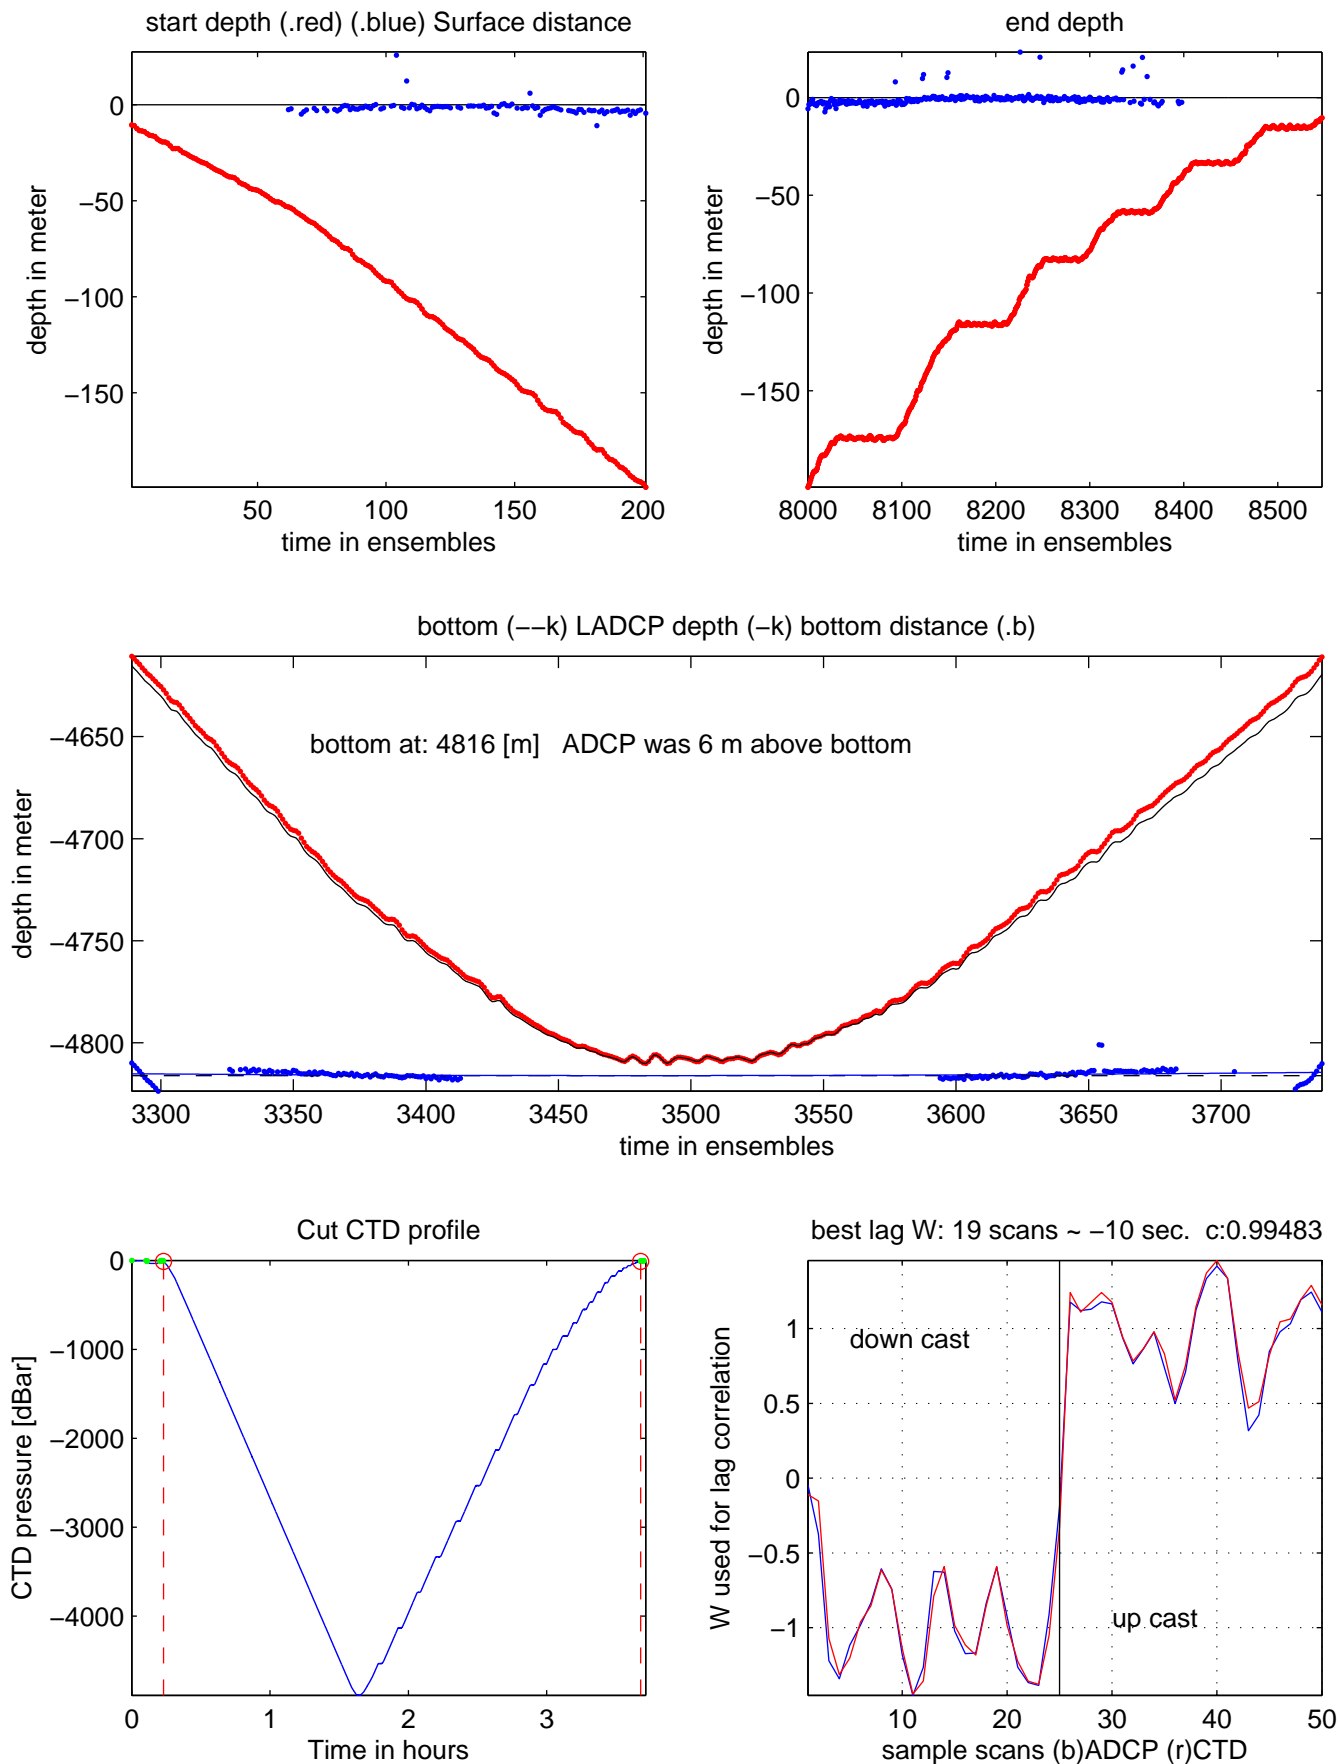 start depth (.red) (.blue) Surface distance
0
−50
−100
−150
depth in meter
50
100
150
200
time in ensembles
end depth
0
−50
−100
−150
depth in meter
8000
8100
8200
8300
8400
8500
time in ensembles
bottom (−−k) LADCP depth (−k) bottom distance (.b)
bottom at: 4816 [m]   ADCP was 6 m above bottom
−4650
−4700
−4750
−4800
depth in meter
3300
3350
3400
3450
3500
3550
3600
3650
3700
time in ensembles
Cut CTD profile
0
−1000
−2000
−3000
−4000
CTD pressure [dBar]
0
1
2
3
Time in hours
best lag W: 19 scans ~ −10 sec.  c:0.99483
down cast
up cast
1
0.5
0
−0.5
−1
W used for lag correlation
10
20
30
40
50
sample scans (b)ADCP (r)CTD